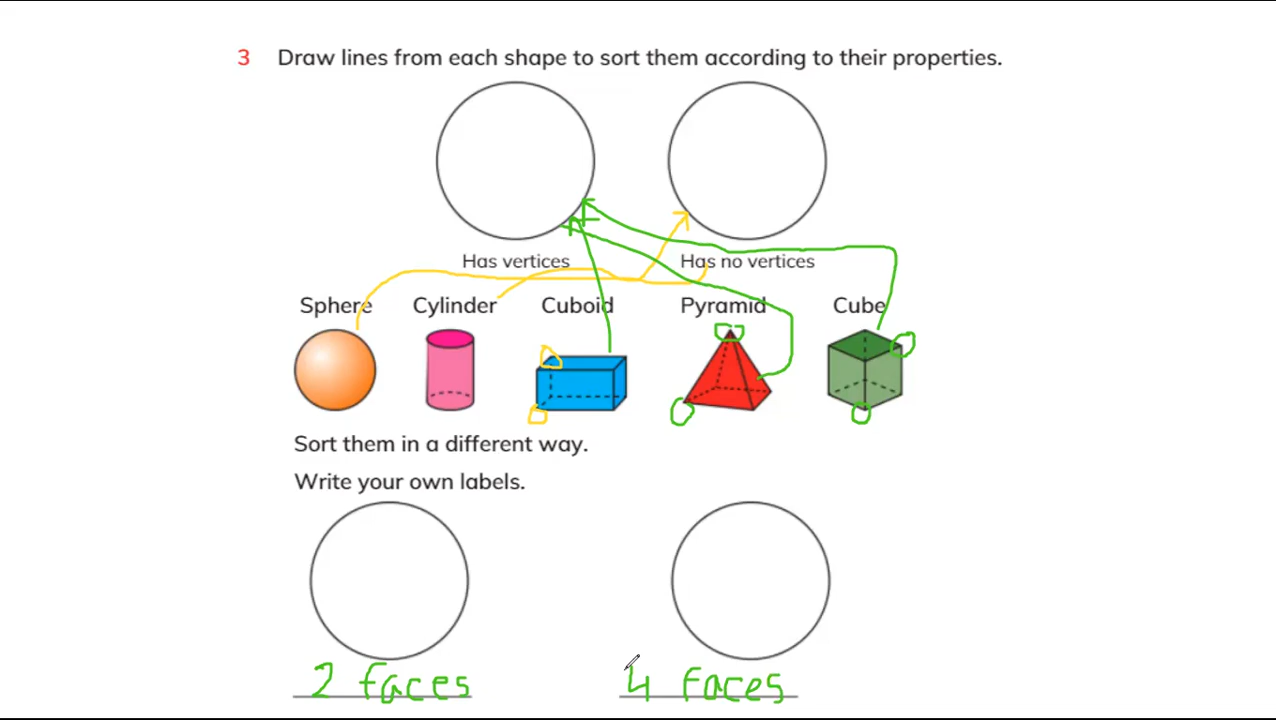 3 Draw lines from each shape to sort them according to their properties.
Has vertices Has no vertices
Sphere Cylinder Cuboid Pyramid Cube
Sort them in a different way.
Write your own labels.
2 faces 4 faces